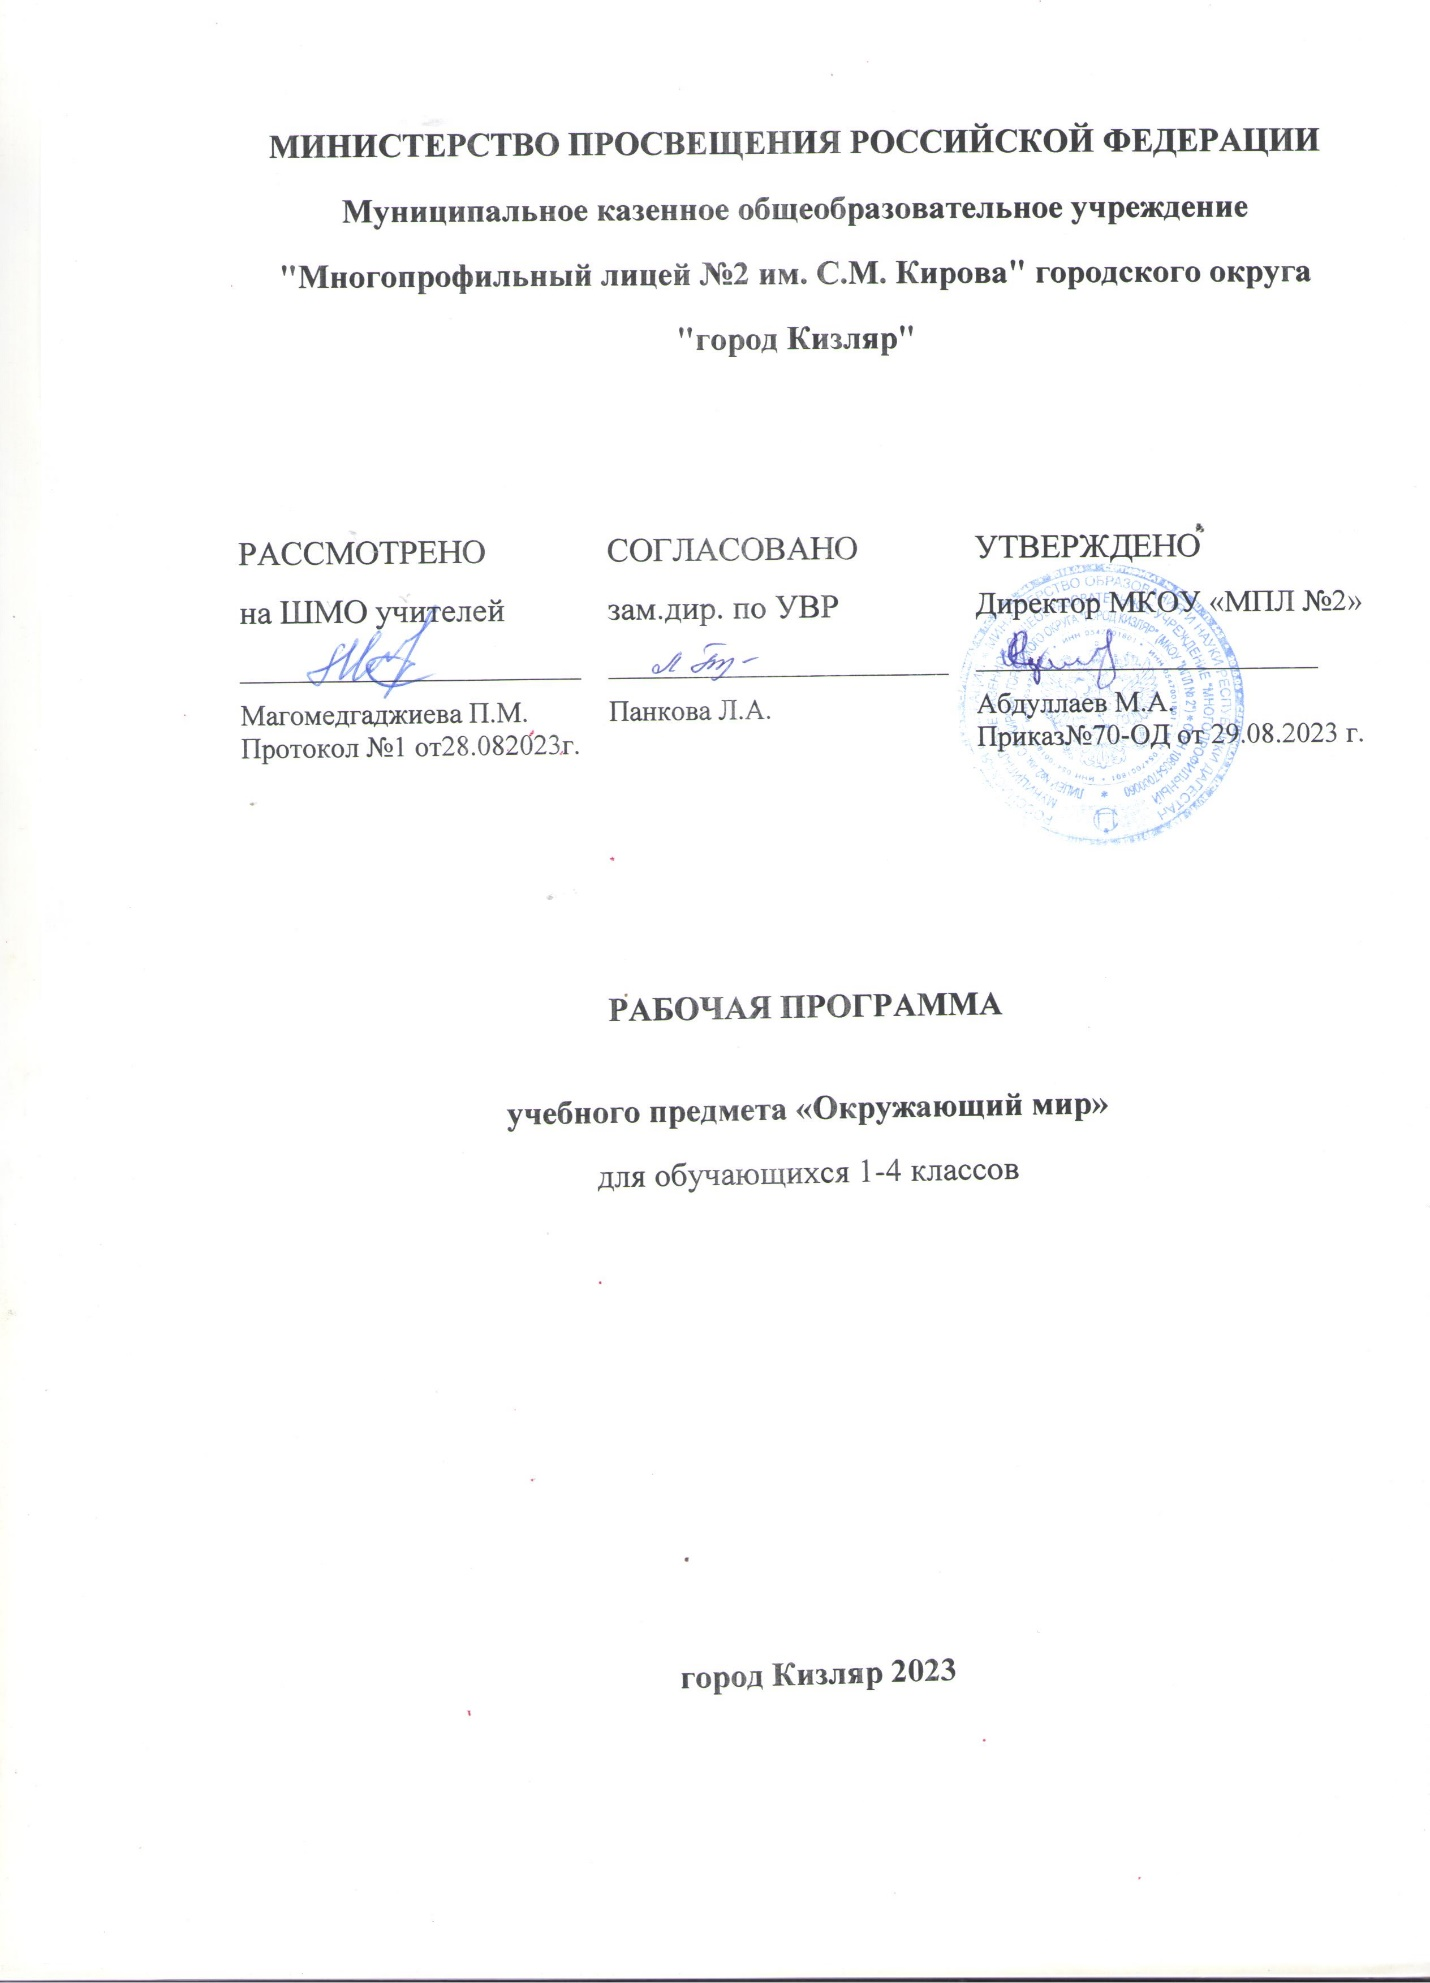 МИНИСТЕРСТВО ПРОСВЕЩЕНИЯ РОССИЙСКОЙ ФЕДЕРАЦИИ
Муниципальное казенное общеобразовательное учреждение
"Многопрофильный лицей №2 им. С.М. Кирова" городского округа
"город Кизляр"
РАССМОТРЕНО
на ШМО учителей
Магомедгаджиева П.М.
Протокол №1 от28.082023г.
СОГЛАСОВАНО
зам.дир. по УВР
Панкова Л.А.
УТВЕРЖДЕНО
Директор МКОУ «МПЛ №2»
Абдуллаев М.А.
Приказ№70-ОД от 29.08.2023 г.
РАБОЧАЯ ПРОГРАММА
учебного предмета «Окружающий мир»
для обучающихся 1-4 классов
город Кизляр 2023